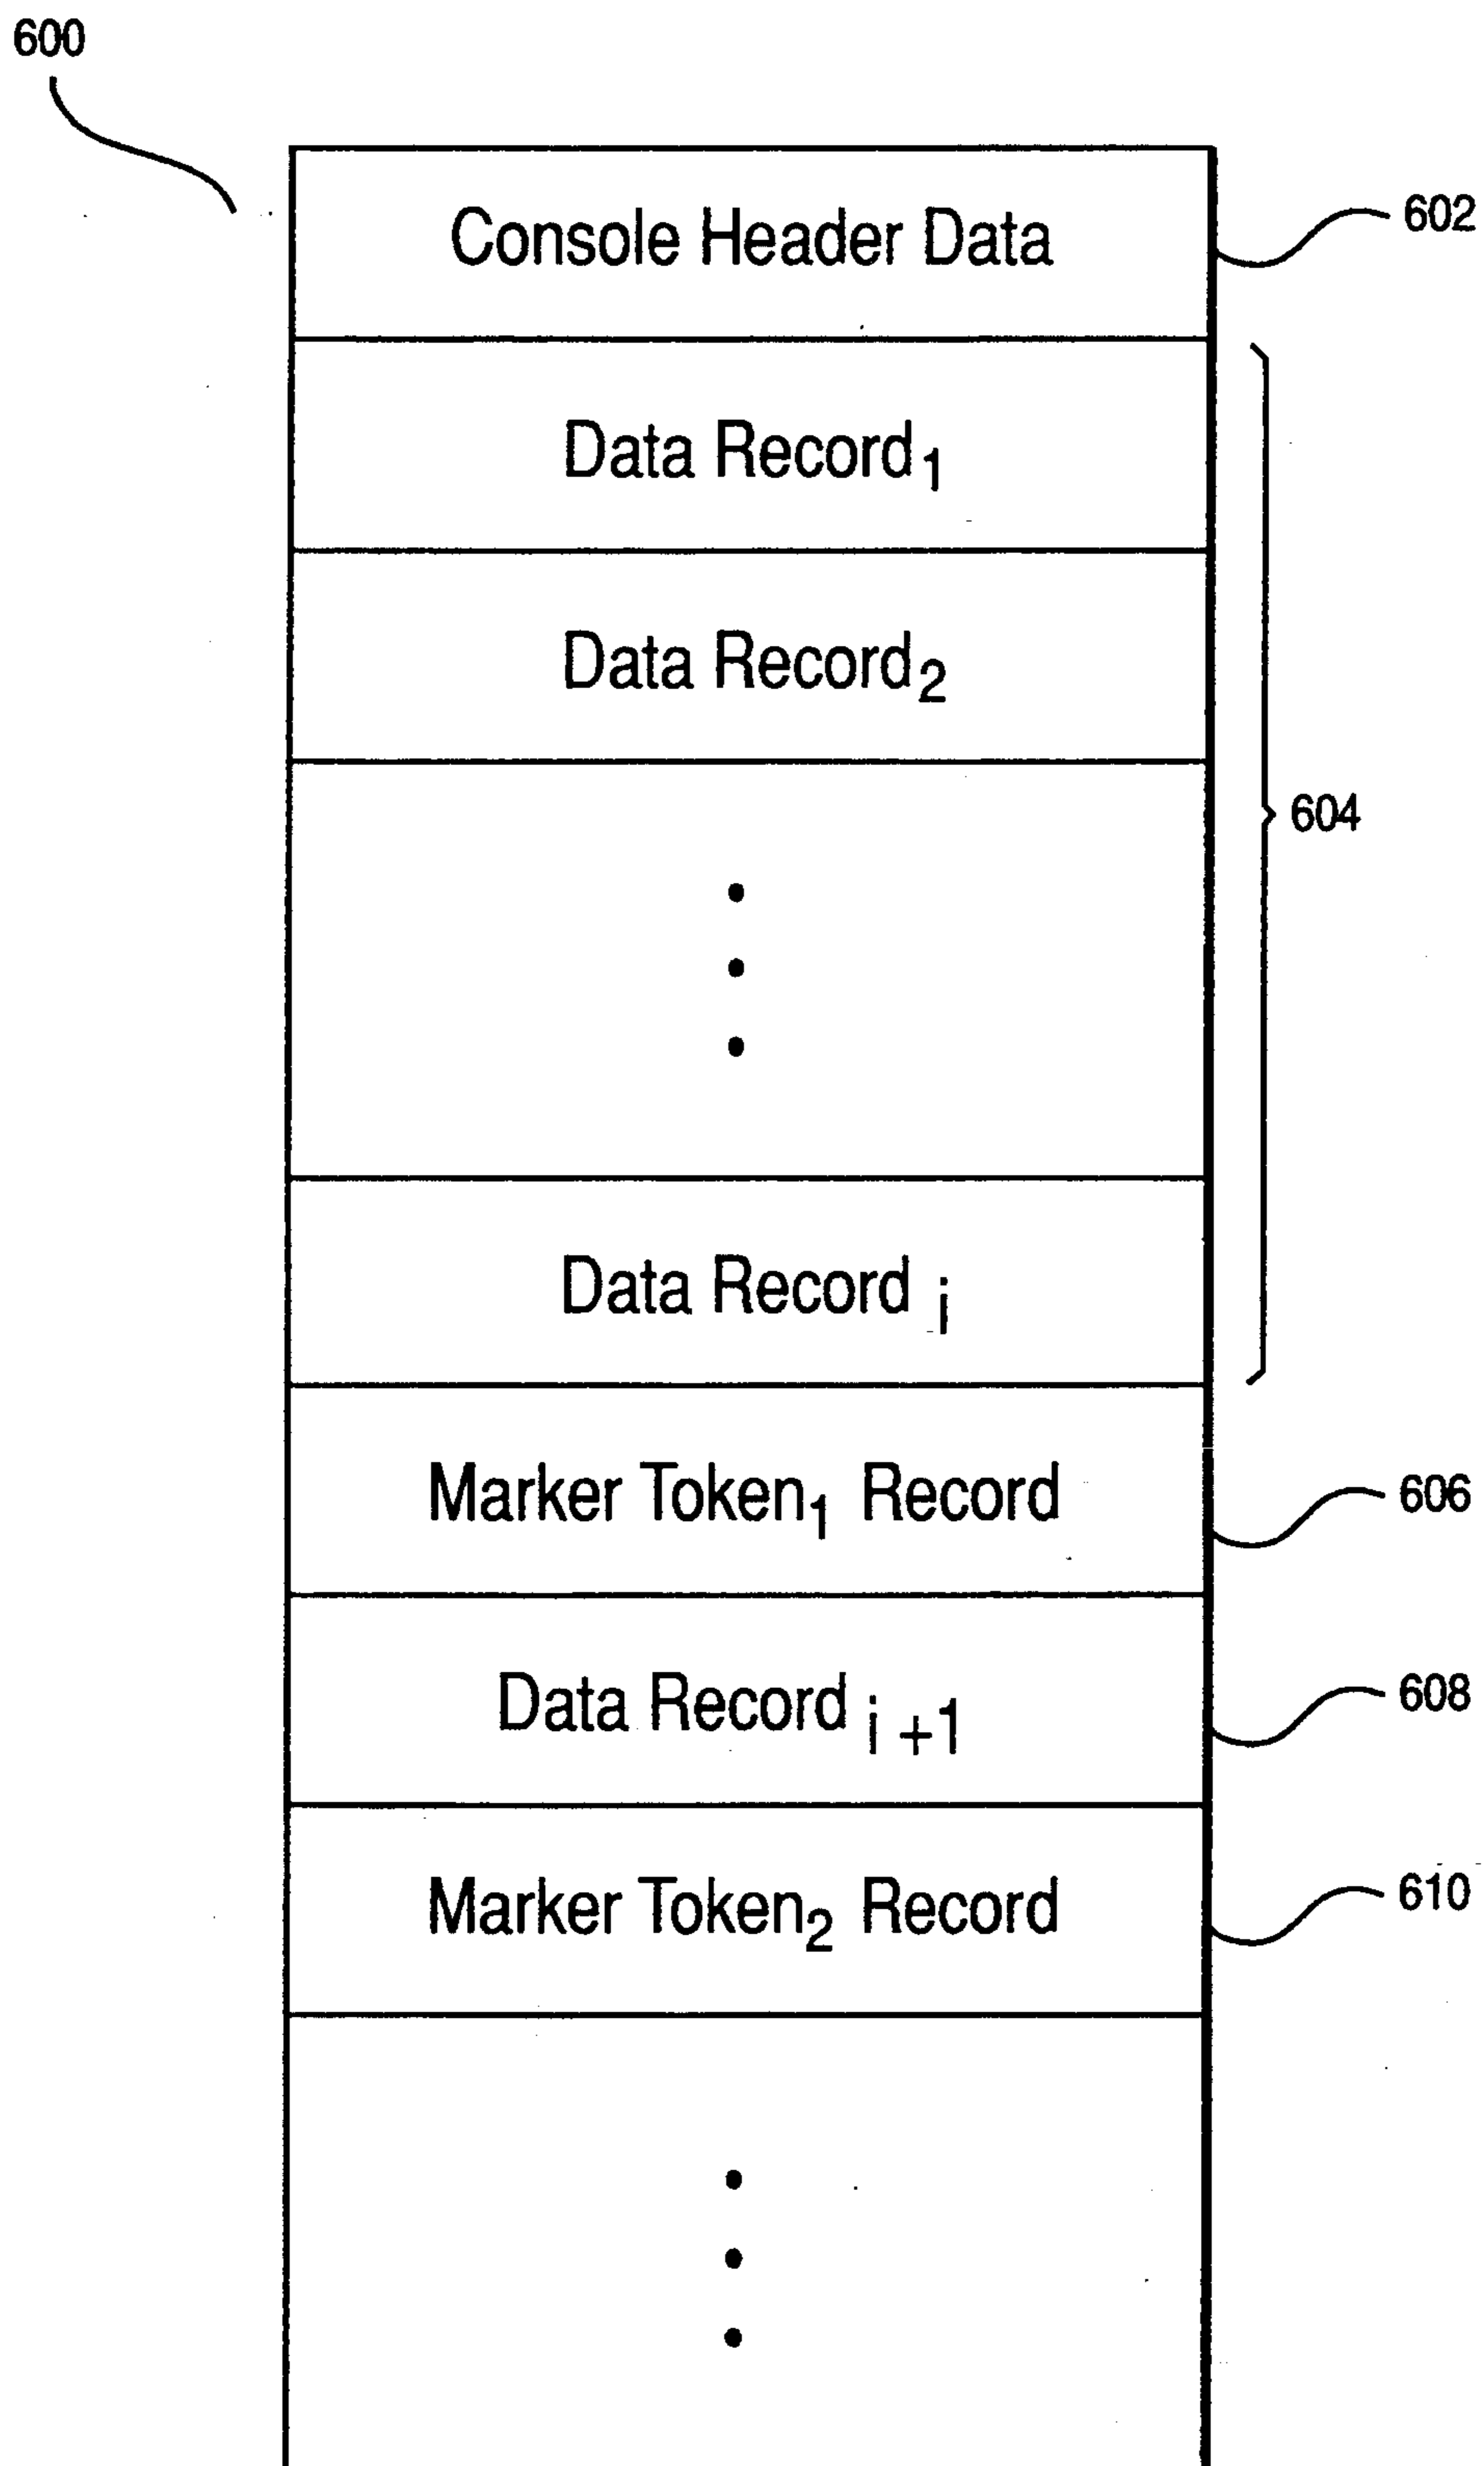 600
Console Header Data
602
Data Record1
Data Record2
604
Data Record i
Marker Token1 Record
606
Data Record i +1
608
Marker Token2 Record
610